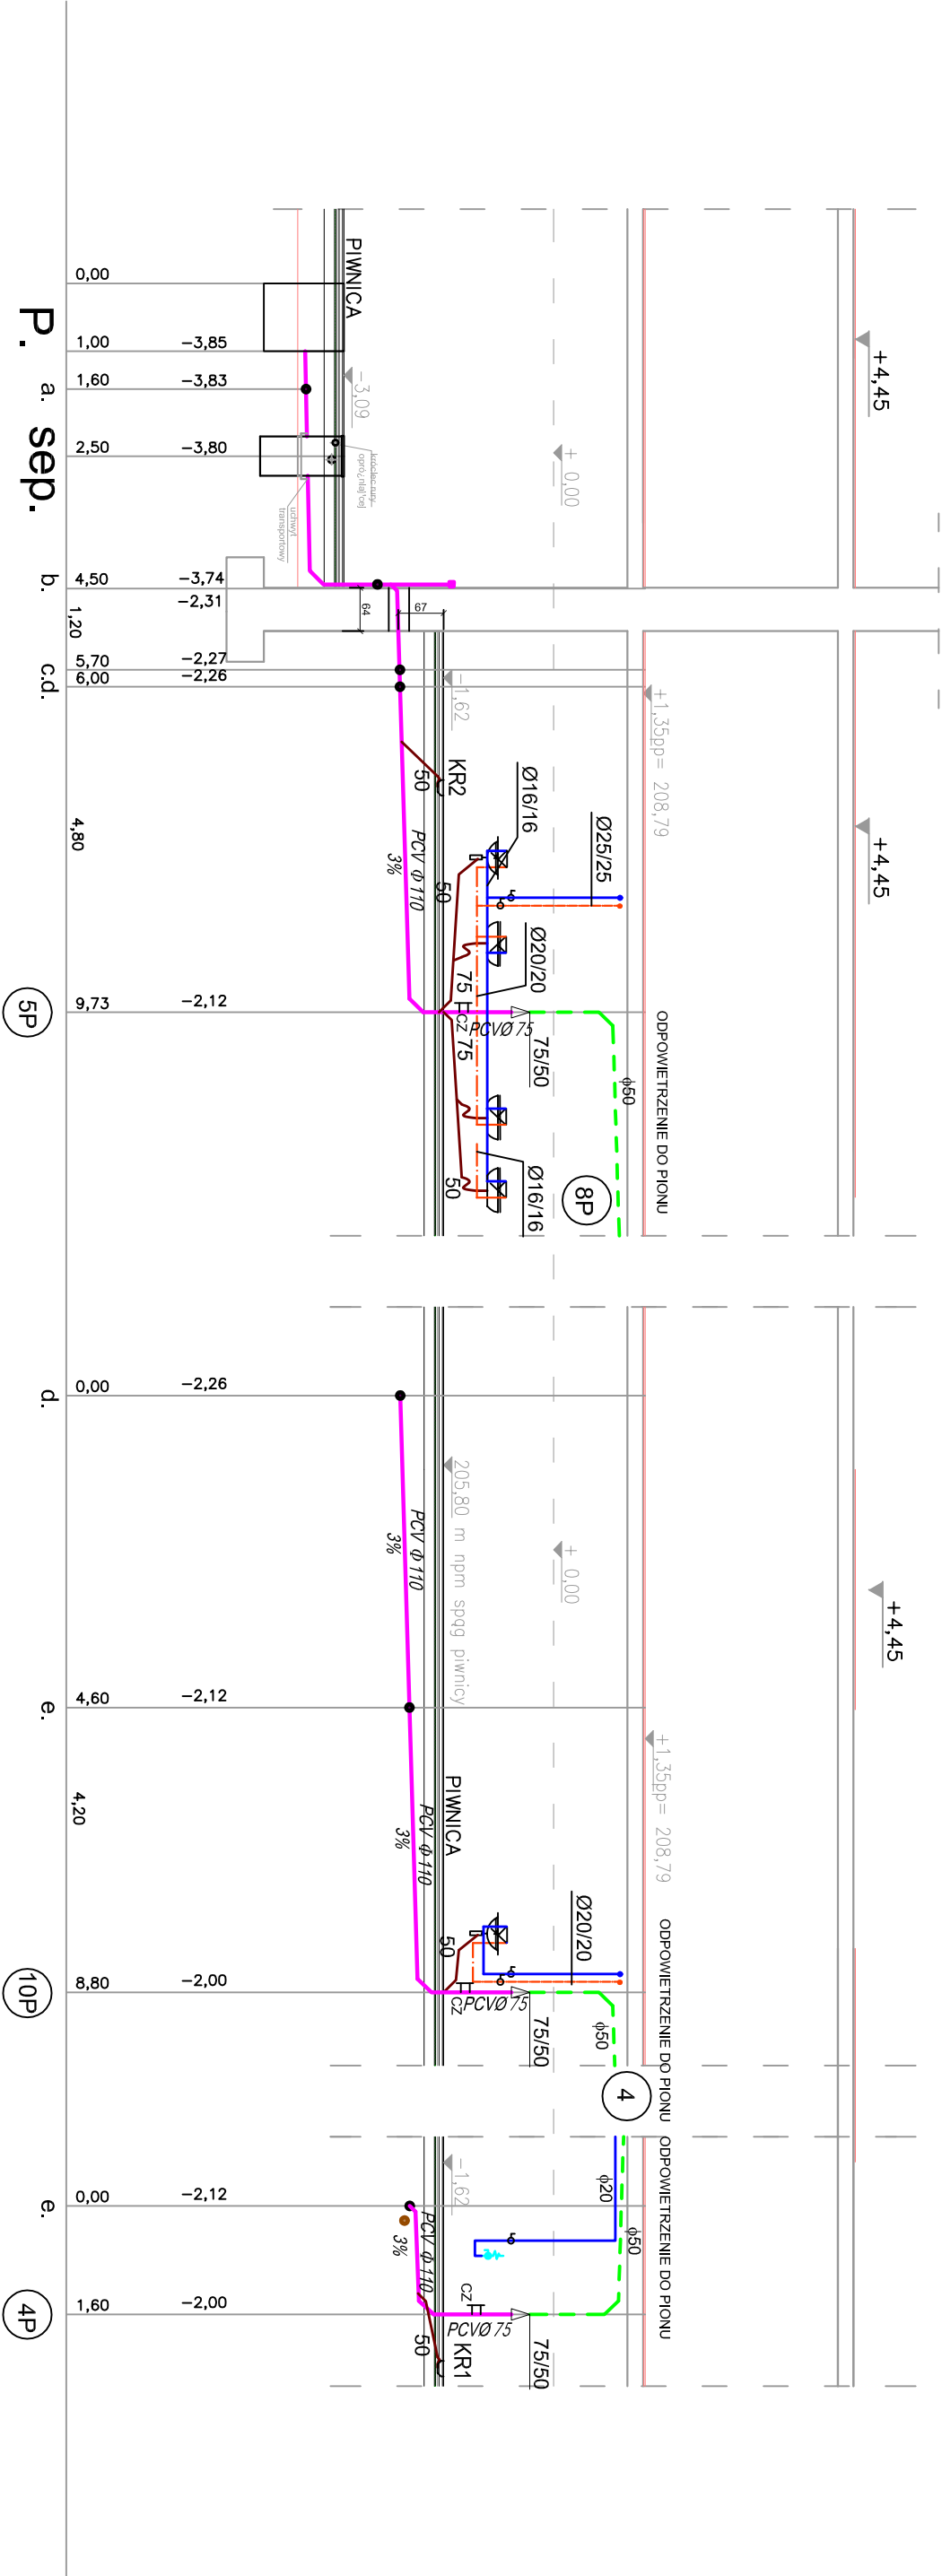 +4,45
+4,45
+4,45
PIWNICA
-3,09
+ 0,00
króciec rury
uchwyt
transportowy
64
67
-1,62
+1,35pp= 208,79
KR2
50
PCV Φ 110
3%
Ø16/16
Ø25/25
50
Ø20/20
75
CZ
PCVØ 75
75
75/50
ϕ50
ODPOWIETRZENIE DO PIONU
8P
Ø16/16
50
205,80 m npm spąg piwnicy
+ 0,00
PCV Φ 110
3%
+1,35pp= 208,79
PIWNICA
PCV Φ 110
3%
50
Ø20/20
CZ
PCVØ 75
75/50
ϕ50
ODPOWIETRZENIE DO PIONU
4
ODPOWIETRZENIE DO PIONU
-1,62
ϕ20
ϕ50
PCV Φ 110
3%
CZ
PCVØ 75
75/50
50
KR1
-3,85
-3,83
-3,80
-3,74
-2,31
-2,27
-2,26
-2,12
-2,26
-2,12
-2,00
-2,12
-2,00
0,00
1,00
1,60
2,50
4,50
1,20
5,70
6,00
4,80
9,73
0,00
4,60
4,20
8,80
0,00
1,60
P.
a.
sep.
b.
c.d.
5P
d.
e.
10P
e.
4P